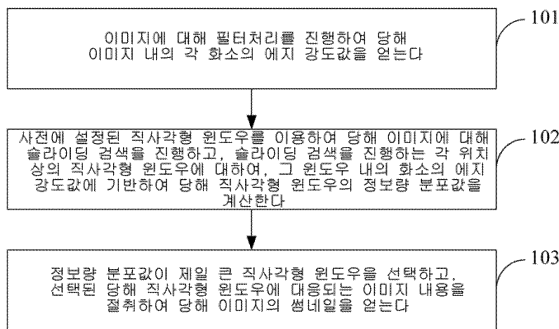 101
이미지에 대해 필터처리를 진행하여 당해
이미지 내의 각 화소의 에지 강도값을 얻는다
102
사전에 설정된 직사각형 윈도우를 이용하여 당해 이미지에 대해
슬라이딩 검색을 진행하고, 슬라이딩 검색을 진행하는 각 위치
상의 직사각형 윈도우에 대하여, 그 윈도우 내의 화소의 에지
강도값에 기반하여 당해 직사각형 윈도우의 정보량 분포값을
계산한다
103
정보량 분포값이 제일 큰 직사각형 윈도우을 선택하고,
선택된 당해 직사각형 윈도우에 대응되는 이미지 내용을
절취하여 당해 이미지의 썸네일을 얻는다